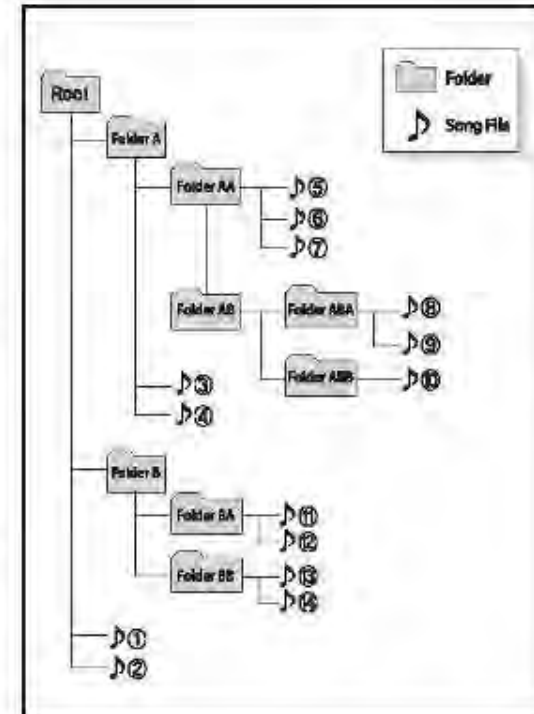 Root
Folder
Song File
Folder A
Folder AA
⑤
⑥
⑦
Folder AB
Folder ABA
⑧
⑨
Folder ABB
⑩
③
④
Folder B
Folder BA
⑪
⑫
Folder BB
⑬
⑭
①
②